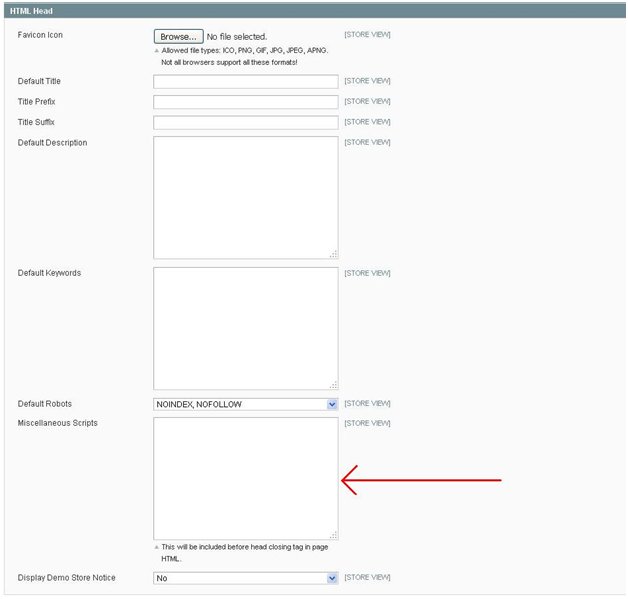 HTML Head
Favicon Icon
Browse... No file selected. [STORE VIEW]
Allowed file types: ICO, PNG, GIF, JPG, JPEG, APNG.
Not all browsers support all these formats!
Default Title [STORE VIEW]
Title Prefix [STORE VIEW]
Title Suffix [STORE VIEW]
Default Description [STORE VIEW]
Default Keywords [STORE VIEW]
Default Robots NOINDEX, NOFOLLOW [STORE VIEW]
Miscellaneous Scripts [STORE VIEW]
This will be included before head closing tag in page
HTML.
Display Demo Store Notice No [STORE VIEW]